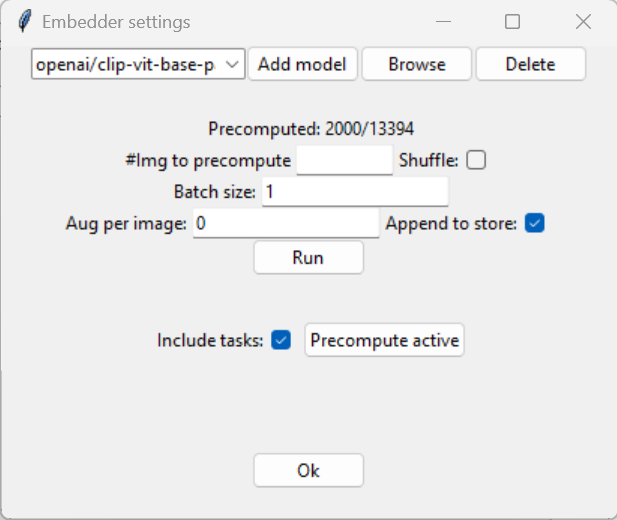 Embedder settings
openai/clip-vit-base-p Add model Browse Delete
Precomputed: 2000/13394
#Img to precompute Shuffle:
Batch size: 1
Aug per image: 0 Append to store:
Run
Include tasks: Precompute active
Ok